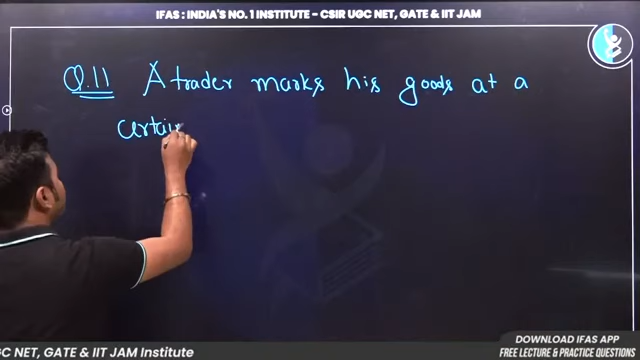 IFAS : INDIA'S NO. 1 INSTITUTE - CSIR UGC NET, GATE & IIT JAM
Q.11 A trader marks his goods at a
certain
DOWNLOAD IFAS APP
GC NET, GATE & IIT JAM Institute
FREE LECTURE & PRACTICE QUESTIONS